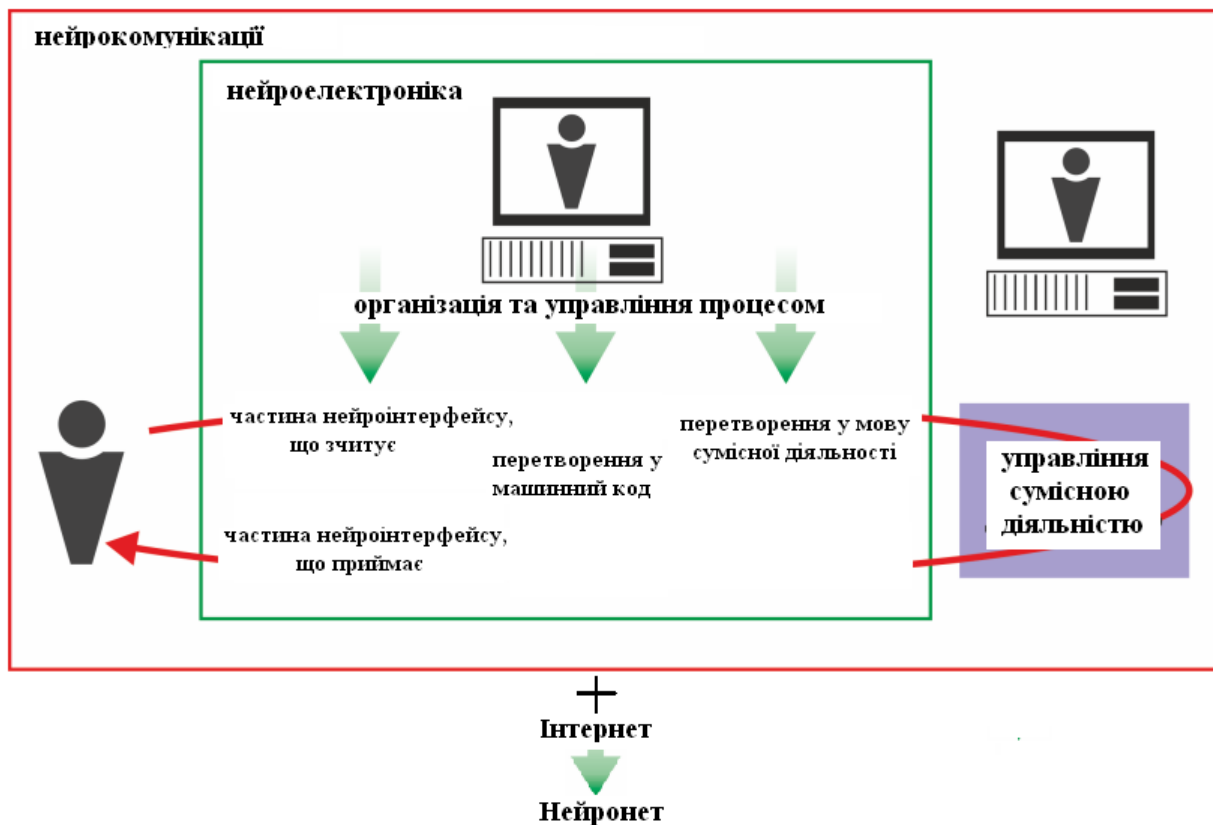 нейрокомунікації
нейроелектроніка
організація та управління процесом
частина нейроінтерфейсу,
що зчитує
перетворення у
машинний код
перетворення у мову
сумісної діяльності
управління
сумісною
діяльністю
частина нейроінтерфейсу,
що приймає
+
Інтернет
Нейронет